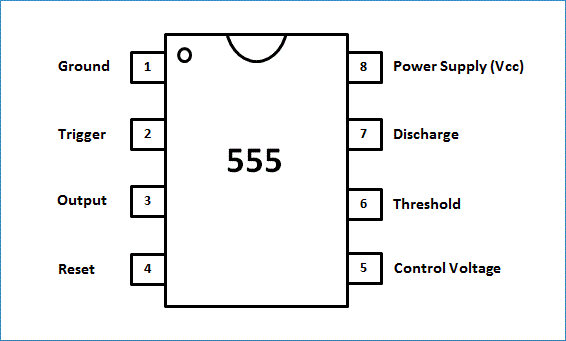 Ground 1 8 Power Supply (Vcc)
Trigger 2 7 Discharge
555
Output 3 6 Threshold
Reset 4 5 Control Voltage